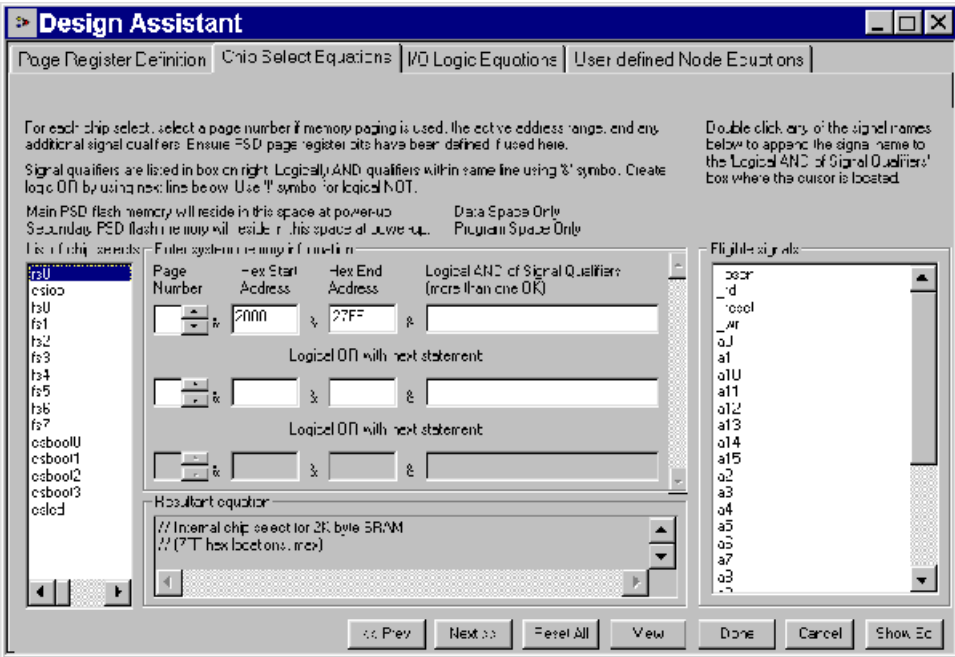 Design Assistant
Page Register Definition
Chip Select Equations
I/O Logic Equations
User defined Node Equations
For each chip select, select a page number if memory paging is used, the active address range, and any
additional signal qualifiers. Ensure PSD page register bits have been defined if used here.
Signal qualifiers are listed in box on right. Logically AND qualifiers within same line using '&' symbol. Create
logic OR by using next line below. Use '!' symbol for logical NOT.
Main PSD flash memory will reside in this space at power-up Data Space Only
Secondary PSD flash memory will reside in this space at power-up. Program Space Only
Double click any of the signal names
below to append the signal name to
the 'Logical AND of Signal Qualifiers'
box where the cursor is located.
List of chip selects
rs0
csiop
fs0
fs1
fs2
fs3
fs4
fs5
fs6
fs7
csboot0
csboot1
csboot2
csboot3
Enter system memory information
Page Number
Hex Start Address
Hex End Address
Logical AND of Signal Qualifiers
(more than one OK)
& 2000 & 27FF &
Logical OR with next statement
& & &
Logical OR with next statement
& & &
Resultant equation
// Internal chip select for 2K byte SRAM
// (7FF hex locations, max)
Eligible signals
_psen
_rd
_reset
_wr
a0
a1
a10
a11
a12
a13
a14
a15
a2
a3
a4
a5
a6
a7
a8
<< Prev
Next >>
Reset All
View
Done
Cancel
Show Eq